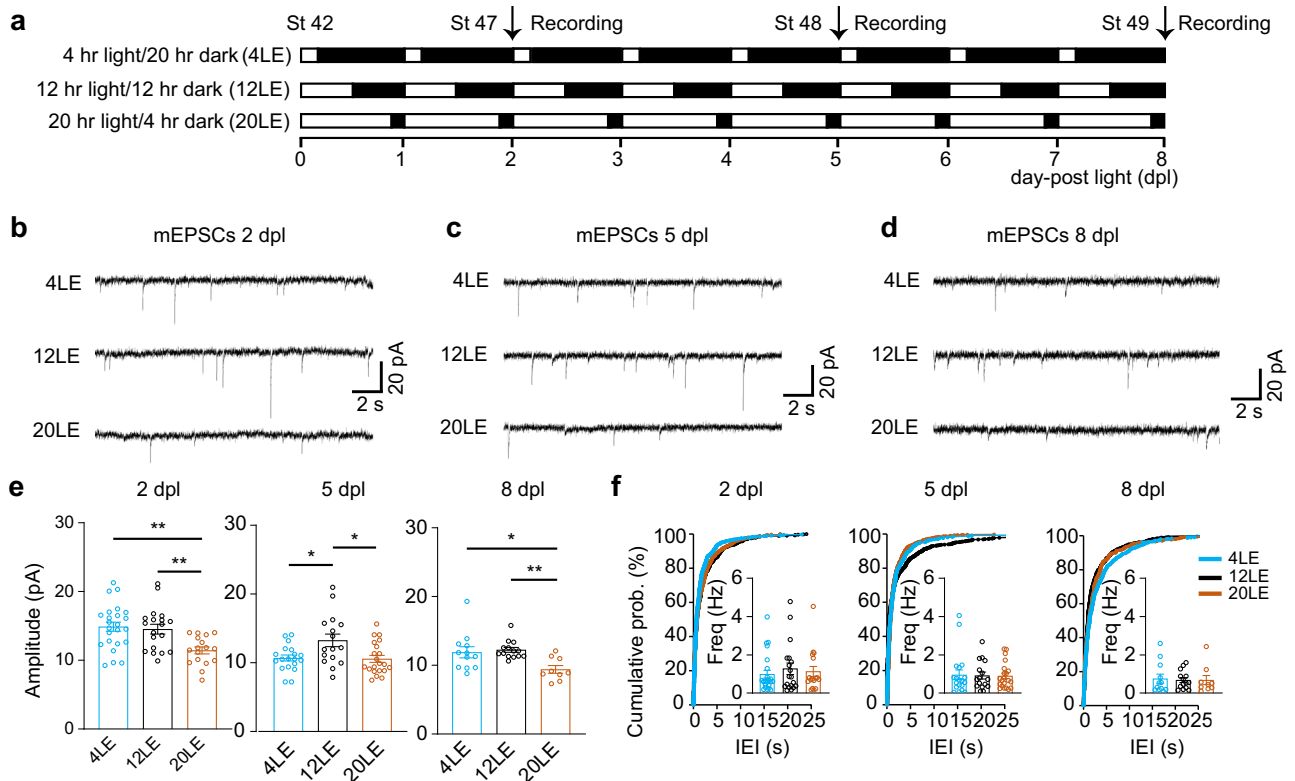 a
St 42
St 47
Recording
St 48
Recording
St 49
Recording
4 hr light/20 hr dark (4LE)
12 hr light/12 hr dark (12LE)
20 hr light/4 hr dark (20LE)
0 1 2 3 4 5 6 7 8
day-post light (dpl)
b
mEPSCs 2 dpl
4LE
12LE
20LE
20 pA
2 s
c
mEPSCs 5 dpl
4LE
12LE
20LE
20 pA
2 s
d
mEPSCs 8 dpl
4LE
12LE
20LE
20 pA
2 s
e
2 dpl
5 dpl
8 dpl
Amplitude (pA)
30
20
10
0
**
**
4LE 12LE 20LE
30
20
10
0
*
*
4LE 12LE 20LE
30
20
10
0
*
**
4LE 12LE 20LE
f
2 dpl
5 dpl
8 dpl
Cumulative prob. (%)
100
80
60
40
20
0
Freq (Hz)
6
4
2
0
0 5 10 15 20 25
IEI (s)
100
80
60
40
20
0
Freq (Hz)
6
4
2
0
0 5 10 15 20 25
IEI (s)
100
80
60
40
20
0
Freq (Hz)
6
4
2
0
0 5 10 15 20 25
IEI (s)
4LE
12LE
20LE